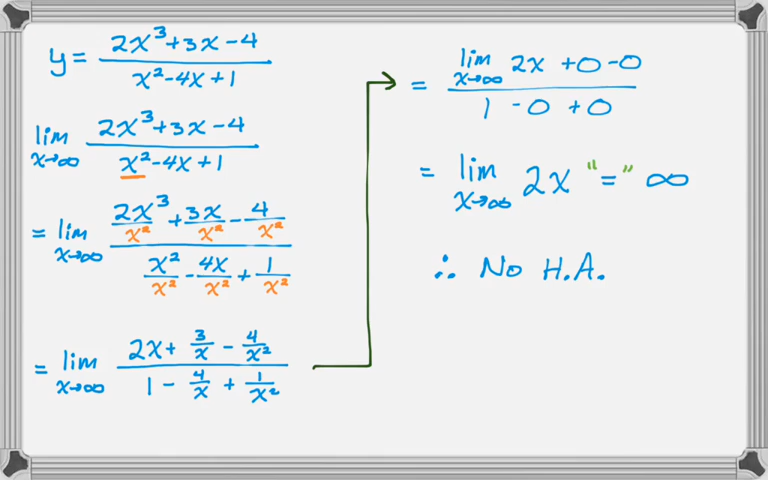 y = (2x³ + 3x - 4)/(x² - 4x + 1)
lim x→∞ (2x³ + 3x - 4)/(x² - 4x + 1)
= lim x→∞ (2x³/x² + 3x/x² - 4/x²)/(x²/x² - 4x/x² + 1/x²)
= lim x→∞ (2x + 3/x - 4/x²)/(1 - 4/x + 1/x²)
= (lim x→∞ 2x + 0 - 0)/(1 - 0 + 0)
= lim x→∞ 2x "=" ∞
∴ No H.A.